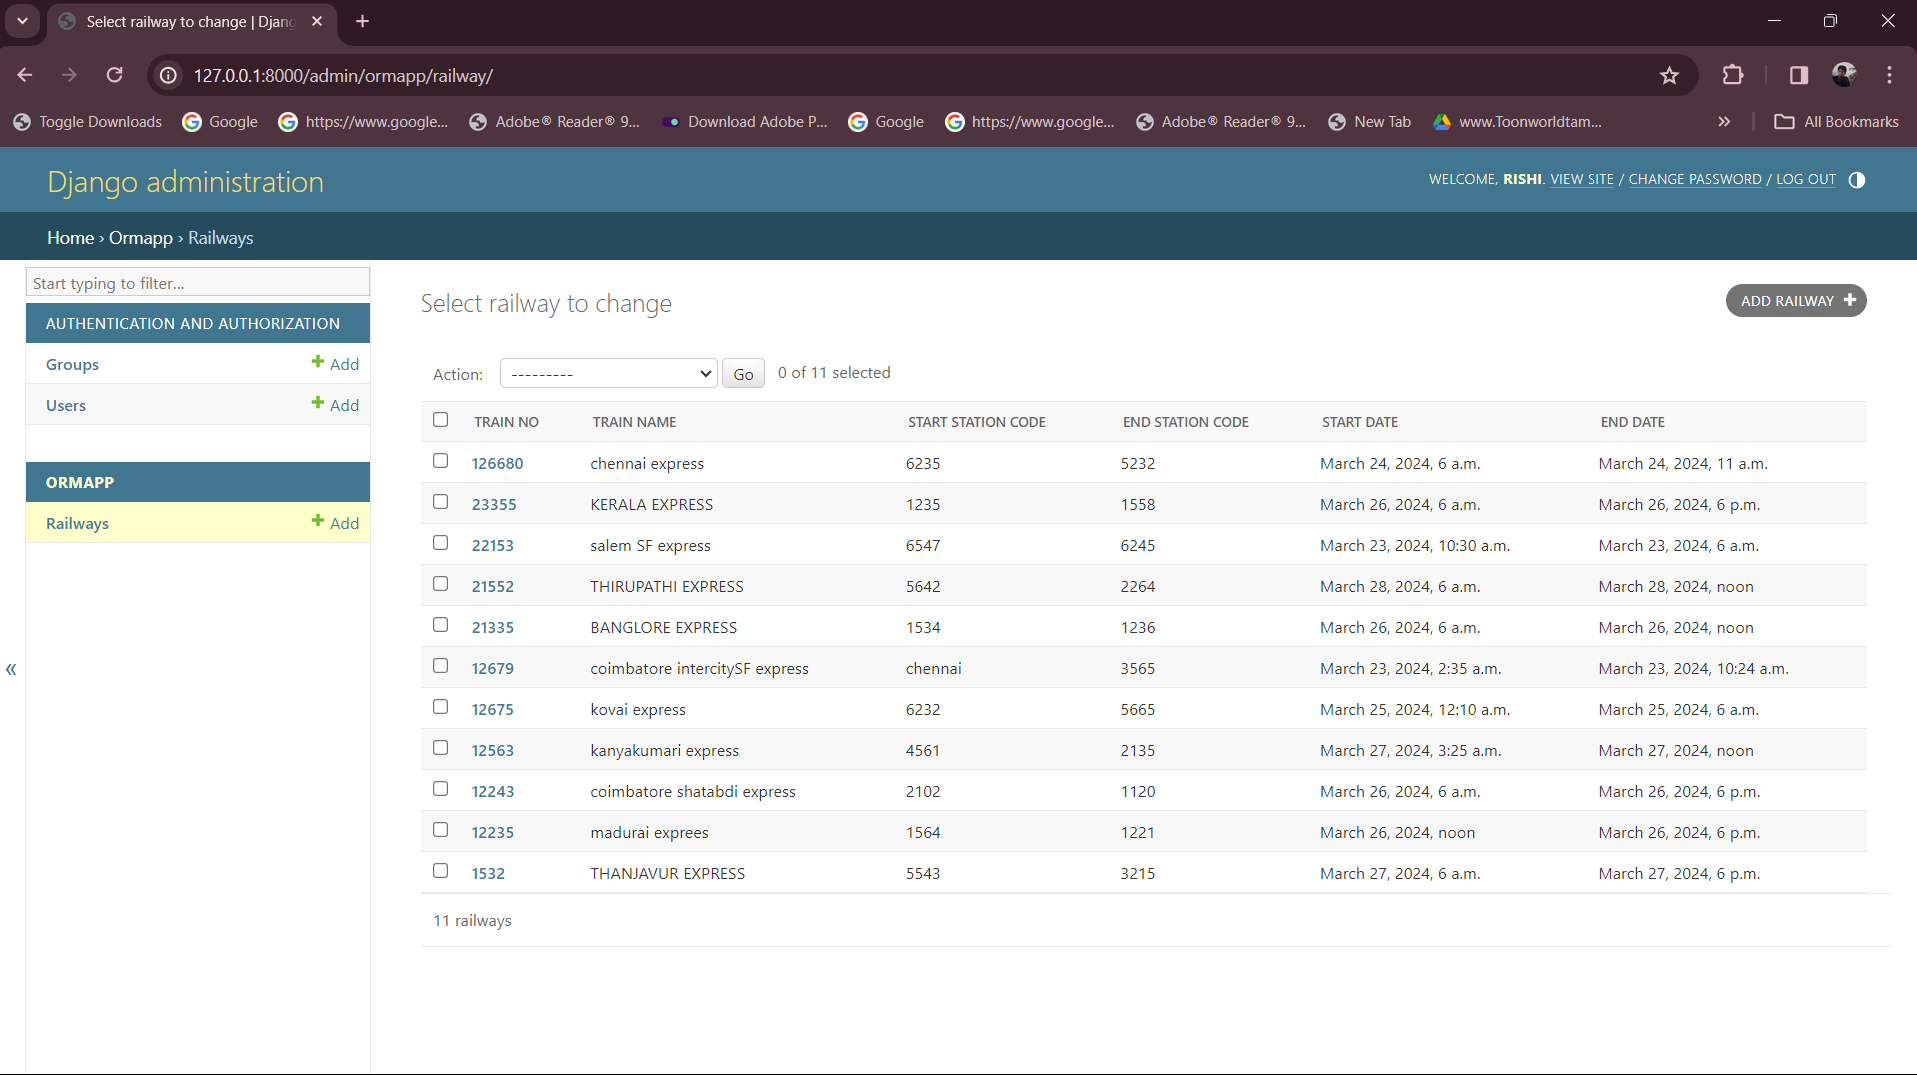 Select railway to change | Djang
127.0.0.1:8000/admin/ormapp/railway/
Toggle Downloads Google https://www.google... Adobe® Reader® 9... Download Adobe P... Google https://www.google... Adobe® Reader® 9... New Tab www.Toonworldtam... » All Bookmarks
Django administration
WELCOME, RISHI. VIEW SITE / CHANGE PASSWORD / LOG OUT
Home › Ormapp › Railways
Start typing to filter...
AUTHENTICATION AND AUTHORIZATION
Groups + Add
Users + Add
ORMAPP
Railways + Add
«
Select railway to change
ADD RAILWAY +
Action: --------- Go 0 of 11 selected
TRAIN NO TRAIN NAME START STATION CODE END STATION CODE START DATE END DATE
126680 chennai express 6235 5232 March 24, 2024, 6 a.m. March 24, 2024, 11 a.m.
23355 KERALA EXPRESS 1235 1558 March 26, 2024, 6 a.m. March 26, 2024, 6 p.m.
22153 salem SF express 6547 6245 March 23, 2024, 10:30 a.m. March 23, 2024, 6 a.m.
21552 THIRUPATHI EXPRESS 5642 2264 March 28, 2024, 6 a.m. March 28, 2024, noon
21335 BANGLORE EXPRESS 1534 1236 March 26, 2024, 6 a.m. March 26, 2024, noon
12679 coimbatore intercitySF express chennai 3565 March 23, 2024, 2:35 a.m. March 23, 2024, 10:24 a.m.
12675 kovai express 6232 5665 March 25, 2024, 12:10 a.m. March 25, 2024, 6 a.m.
12563 kanyakumari express 4561 2135 March 27, 2024, 3:25 a.m. March 27, 2024, noon
12243 coimbatore shatabdi express 2102 1120 March 26, 2024, 6 a.m. March 26, 2024, 6 p.m.
12235 madurai exprees 1564 1221 March 26, 2024, noon March 26, 2024, 6 p.m.
1532 THANJAVUR EXPRESS 5543 3215 March 27, 2024, 6 a.m. March 27, 2024, 6 p.m.
11 railways